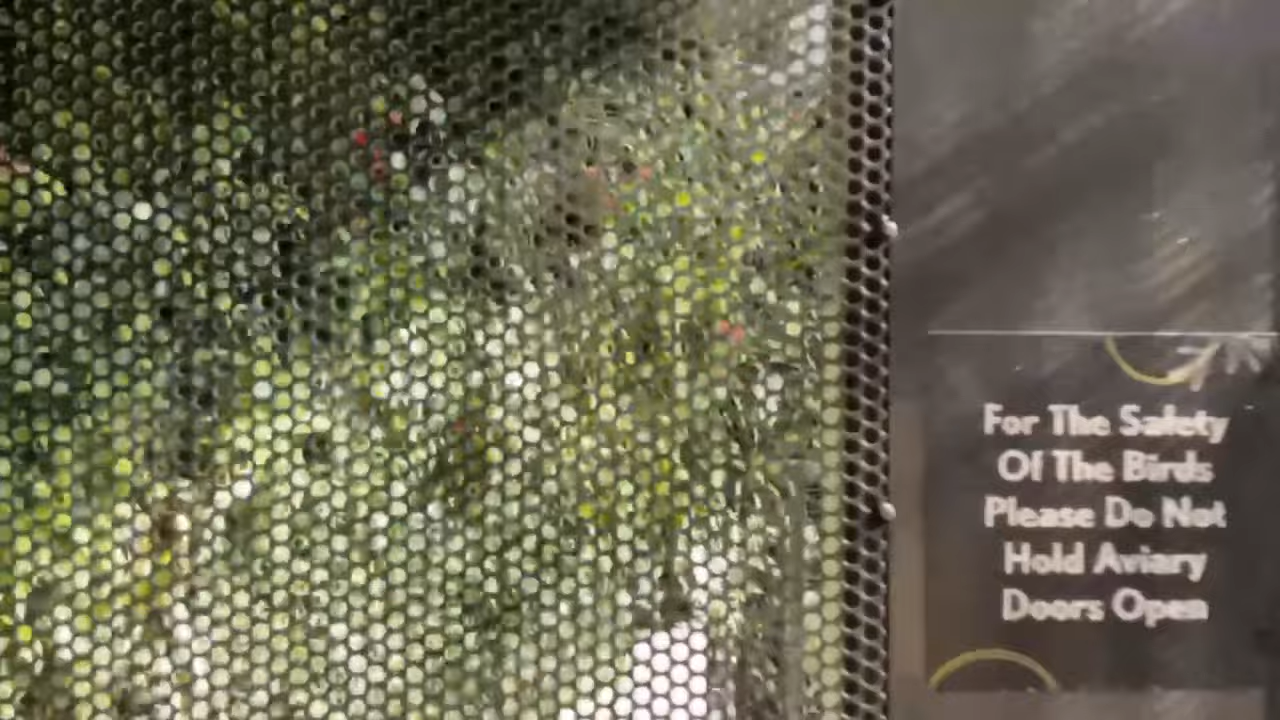 For The Safety
Of The Birds
Please Do Not
Hold Aviary
Doors Open